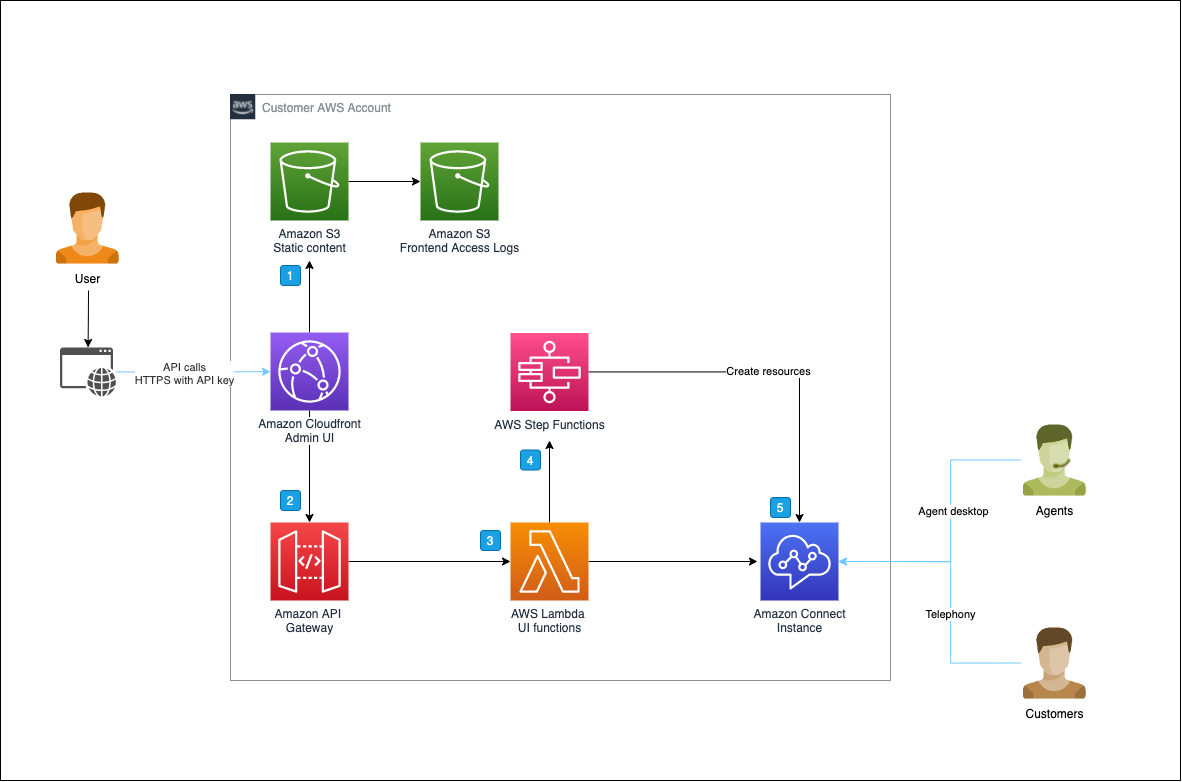 aws
Customer AWS Account
Amazon S3
Static content
Amazon S3
Frontend Access Logs
1
User
API calls
HTTPS with API key
Create resources
Amazon Cloudfront
Admin UI
AWS Step Functions
4
2
5
3
Agent desktop
Agents
</>
Amazon API
Gateway
AWS Lambda
UI functions
Amazon Connect
Instance
Telephony
Customers